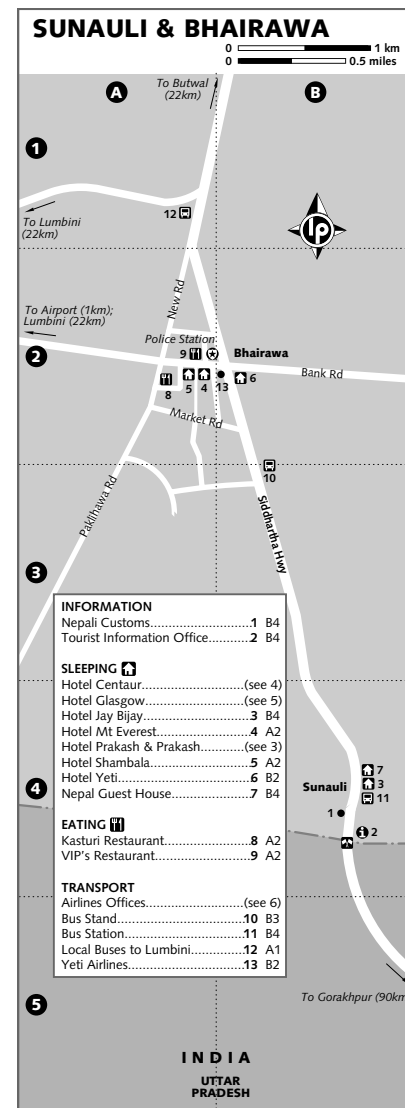 SUNAULI & BHAIRAWA
0 1 km
0 0.5 miles
A
To Butwal
(22km)
B
1
To Lumbini
(22km)
12
lp
New Rd
To Airport (1km);
Lumbini (22km)
2
Police Station
9
Bhairawa
8
5
4
13
6
Bank Rd
Market Rd
10
Paklihawa Rd
Siddhartha Hwy
3
INFORMATION
Nepali Customs..............................1 B4
Tourist Information Office............2 B4
SLEEPING
Hotel Centaur..........................(see 4)
Hotel Glasgow.........................(see 5)
Hotel Jay Bijay..............................3 B4
Hotel Mt Everest..........................4 A2
Hotel Prakash & Prakash...........(see 3)
Hotel Shambala............................5 A2
Hotel Yeti......................................6 B2
Nepal Guest House.......................7 B4
EATING
Kasturi Restaurant.........................8 A2
VIP's Restaurant............................9 A2
TRANSPORT
Airlines Offices.........................(see 6)
Bus Stand....................................10 B3
Bus Station..................................11 B4
Local Buses to Lumbini................12 A1
Yeti Airlines.................................13 B2
4
Sunauli
7
3
11
1
2
5
To Gorakhpur (90km
INDIA
UTTAR
PRADESH